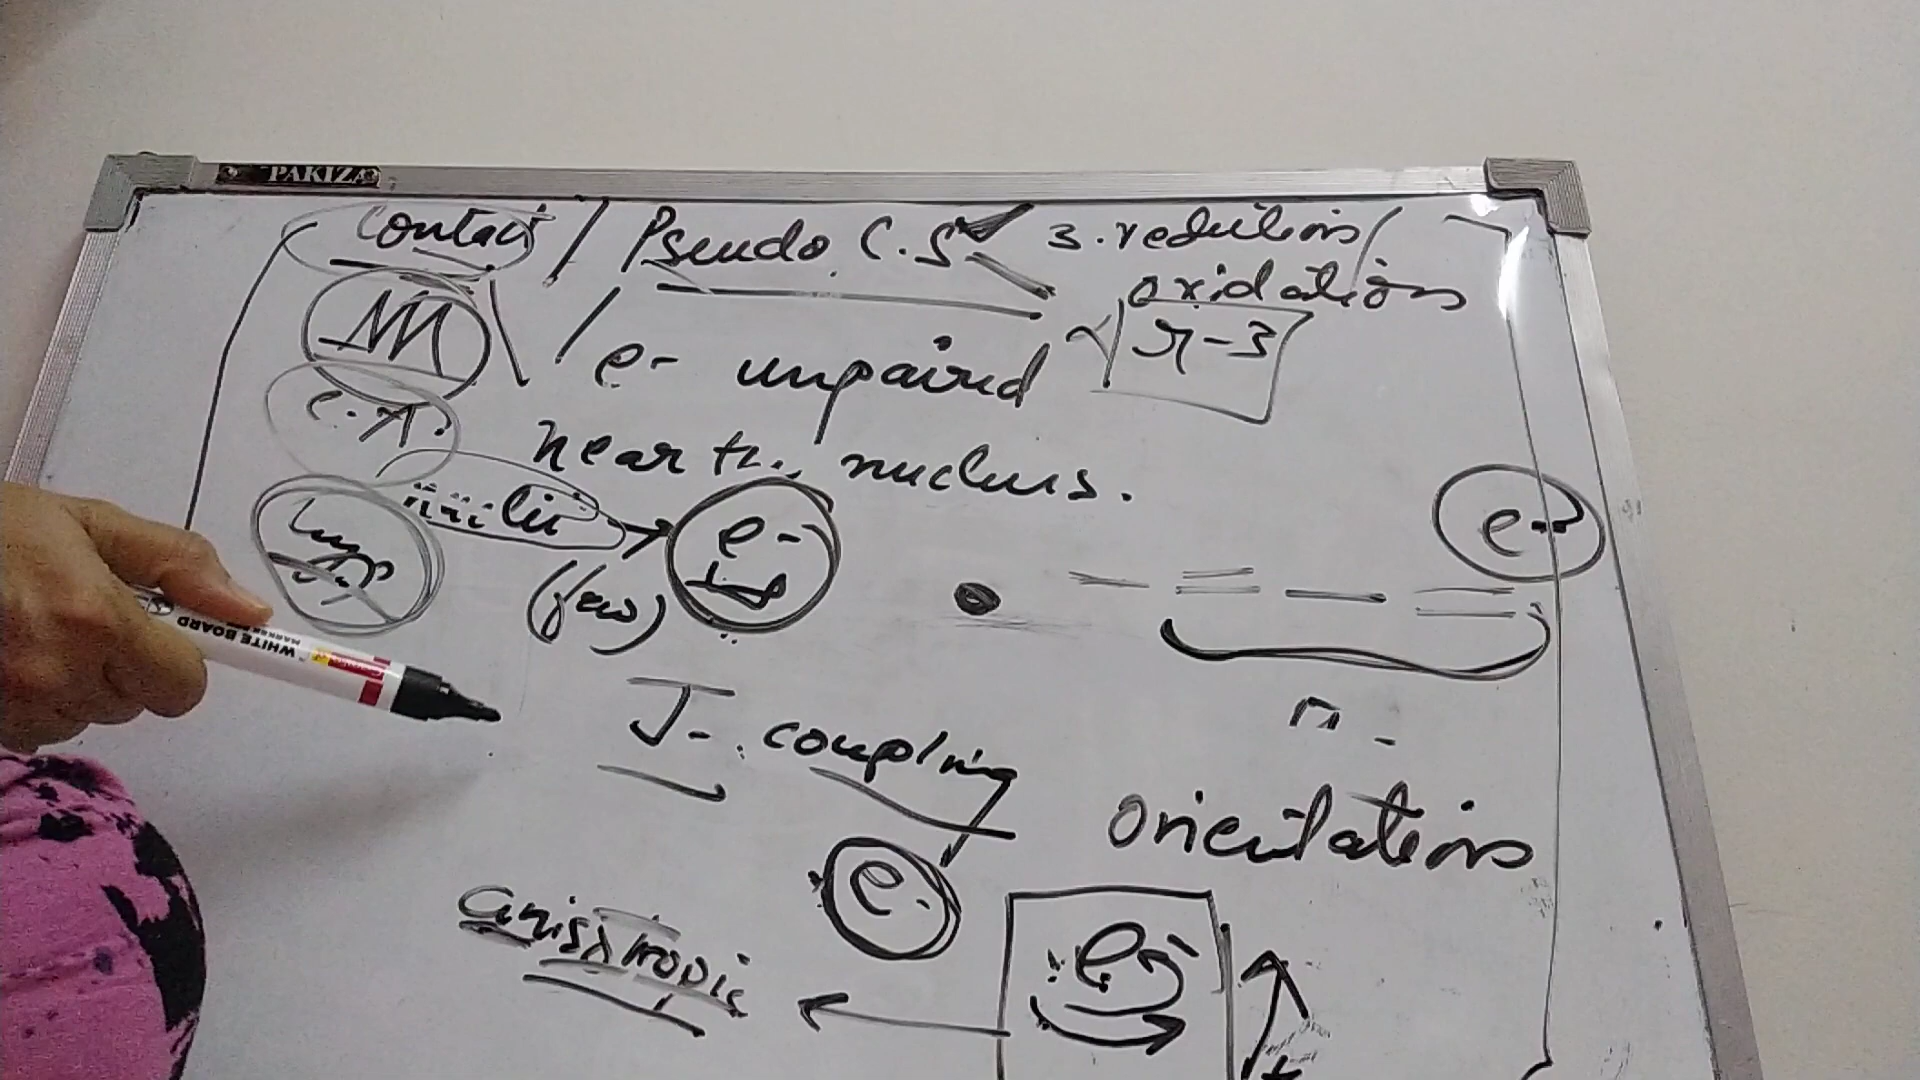 PAKIZA
Contact / Pseudo C.S 3. reductions /
oxidations
r-3
e- unpaired
near the nucleus.
e-
e-
(few)
WHITE BOARD
MARKER
J-coupling
orientations
e-
anisotropic
e-